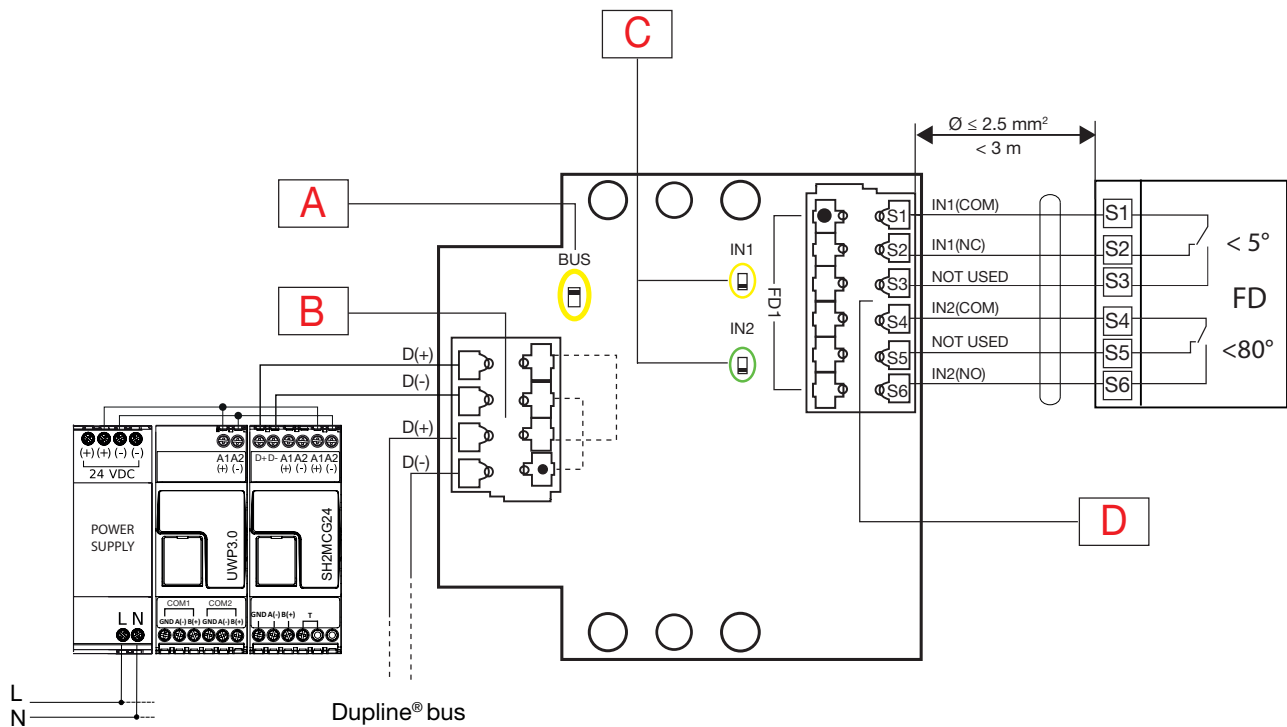 C
Ø ≤ 2.5 mm²
< 3 m
A
BUS
B
IN1
IN2
FD1
S1
S2
S3
S4
S5
S6
IN1(COM)
IN1(NC)
NOT USED
IN2(COM)
NOT USED
IN2(NO)
S1
S2
S3
S4
S5
S6
< 5°
FD
<80°
D
D(+)
D(-)
D(+)
D(-)
(+) (+) (-) (-)
24 VDC
POWER
SUPPLY
L N
A1 A2
(+) (-)
UWP3.0
COM1 COM2
GND A(-) B(+) GND A(-) B(+)
D+ D- A1 A2 A1 A2
(+) (-) (+) (-)
SH2MCG24
GND A(-) B(+) T
L
N
Dupline® bus